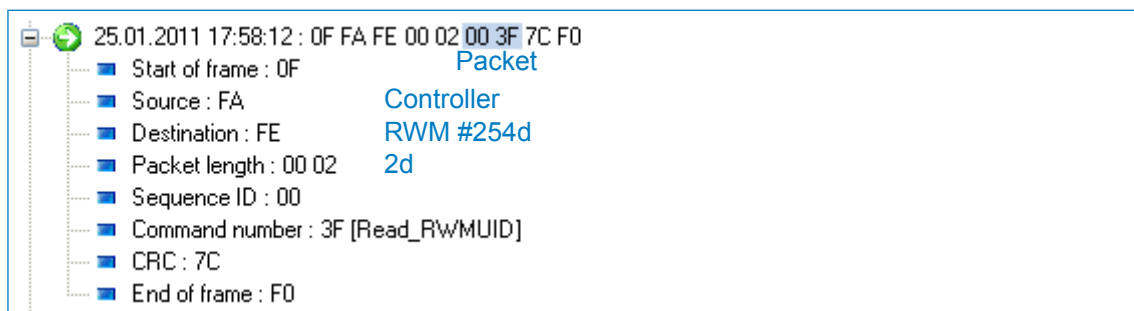 25.01.2011 17:58:12 : 0F FA FE 00 02 00 3F 7C F0
Packet
Start of frame : 0F
Source : FA Controller
Destination : FE RWM #254d
Packet length : 00 02 2d
Sequence ID : 00
Command number : 3F [Read_RWMUID]
CRC : 7C
End of frame : F0